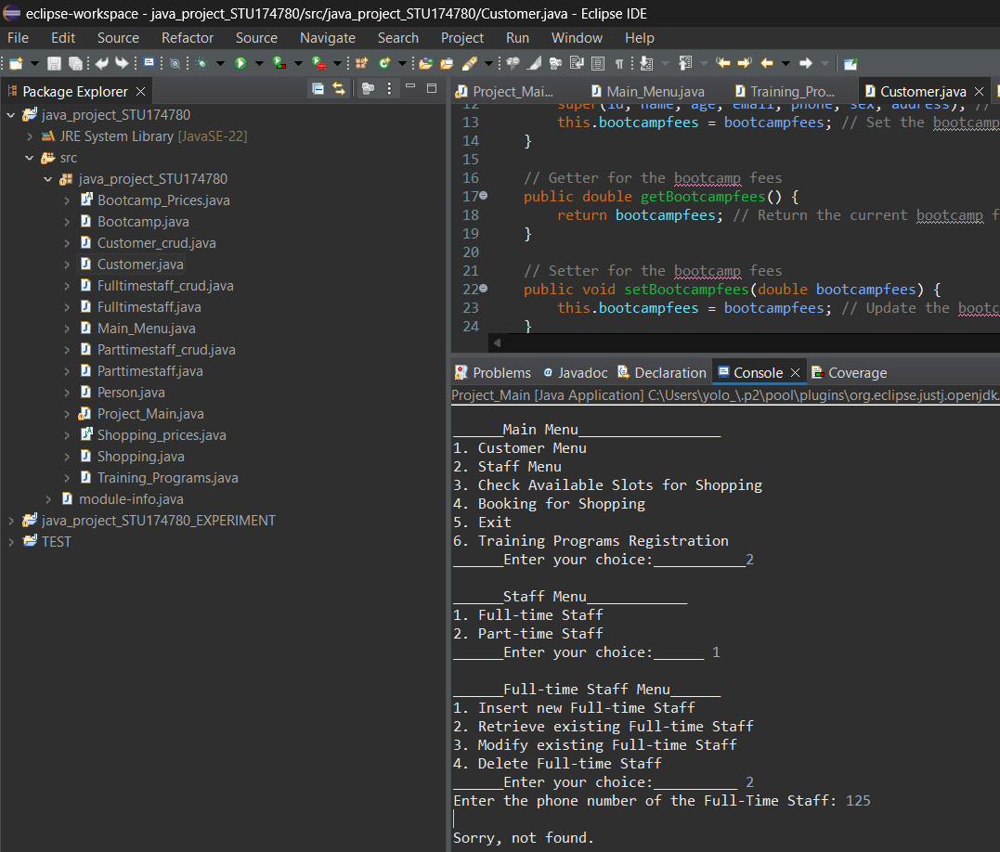 eclipse-workspace - java_project_STU174780/src/java_project_STU174780/Customer.java - Eclipse IDE
File Edit Source Refactor Source Navigate Search Project Run Window Help
Package Explorer
java_project_STU174780
JRE System Library [JavaSE-22]
src
java_project_STU174780
Bootcamp_Prices.java
Bootcamp.java
Customer_crud.java
Customer.java
Fulltimestaff_crud.java
Fulltimestaff.java
Main_Menu.java
Parttimestaff_crud.java
Parttimestaff.java
Person.java
Project_Main.java
Shopping_prices.java
Shopping.java
Training_Programs.java
module-info.java
java_project_STU174780_EXPERIMENT
TEST
Project_Mai... Main_Menu.java Training_Pro... Customer.java
12 super(id, name, age, email, phone, sex, address); //
13 this.bootcampfees = bootcampfees; // Set the bootcamp
14 }
15
16 // Getter for the bootcamp fees
17 public double getBootcampfees() {
18 return bootcampfees; // Return the current bootcamp f
19 }
20
21 // Setter for the bootcamp fees
22 public void setBootcampfees(double bootcampfees) {
23 this.bootcampfees = bootcampfees; // Update the bootc
24 }
Problems Javadoc Declaration Console Coverage
Project_Main [Java Application] C:\Users\yolo_\.p2\pool\plugins\org.eclipse.justj.openjdk.
______Main Menu_________________
1. Customer Menu
2. Staff Menu
3. Check Available Slots for Shopping
4. Booking for Shopping
5. Exit
6. Training Programs Registration
______Enter your choice:___________2
______Staff Menu____________
1. Full-time Staff
2. Part-time Staff
______Enter your choice:______ 1
______Full-time Staff Menu______
1. Insert new Full-time Staff
2. Retrieve existing Full-time Staff
3. Modify existing Full-time Staff
4. Delete Full-time Staff
______Enter your choice:__________ 2
Enter the phone number of the Full-Time Staff: 125
Sorry, not found.